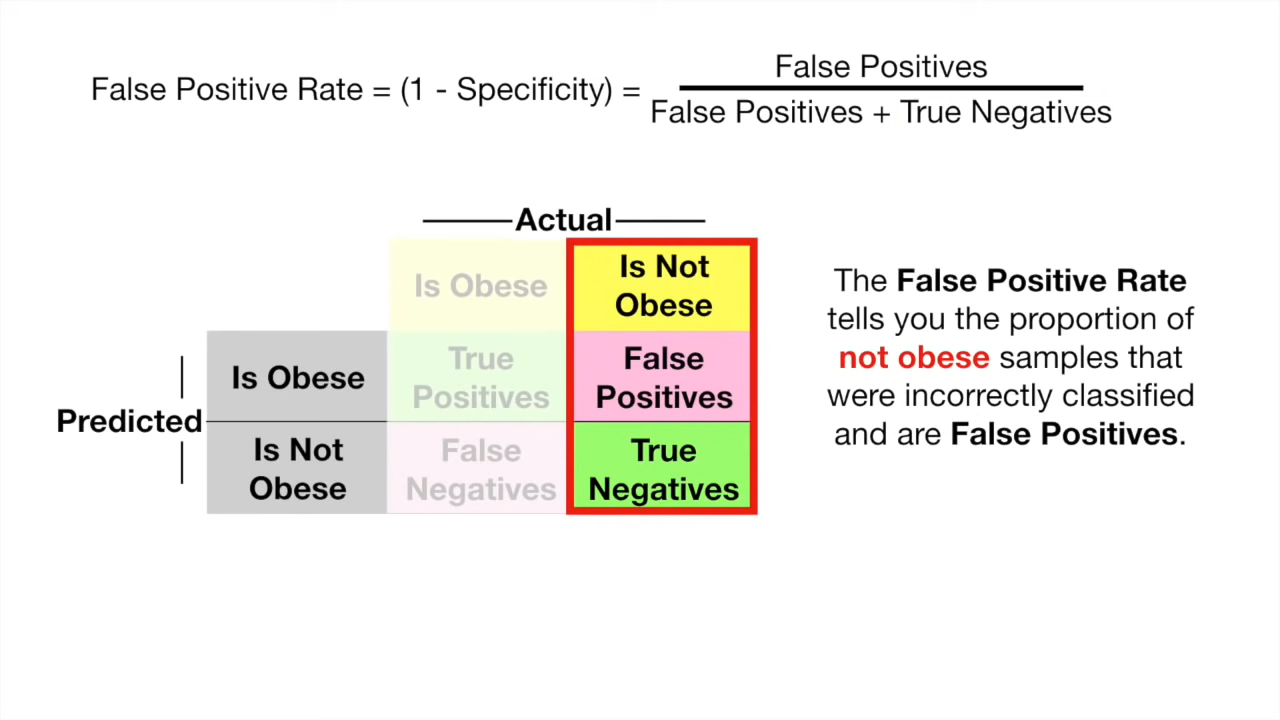 False Positive Rate = (1 - Specificity) =
False Positives
False Positives + True Negatives
Actual
Is Obese
Is Not
Obese
Predicted
Is Obese
True
Positives
False
Positives
Is Not
Obese
False
Negatives
True
Negatives
The False Positive Rate
tells you the proportion of
not obese samples that
were incorrectly classified
and are False Positives.